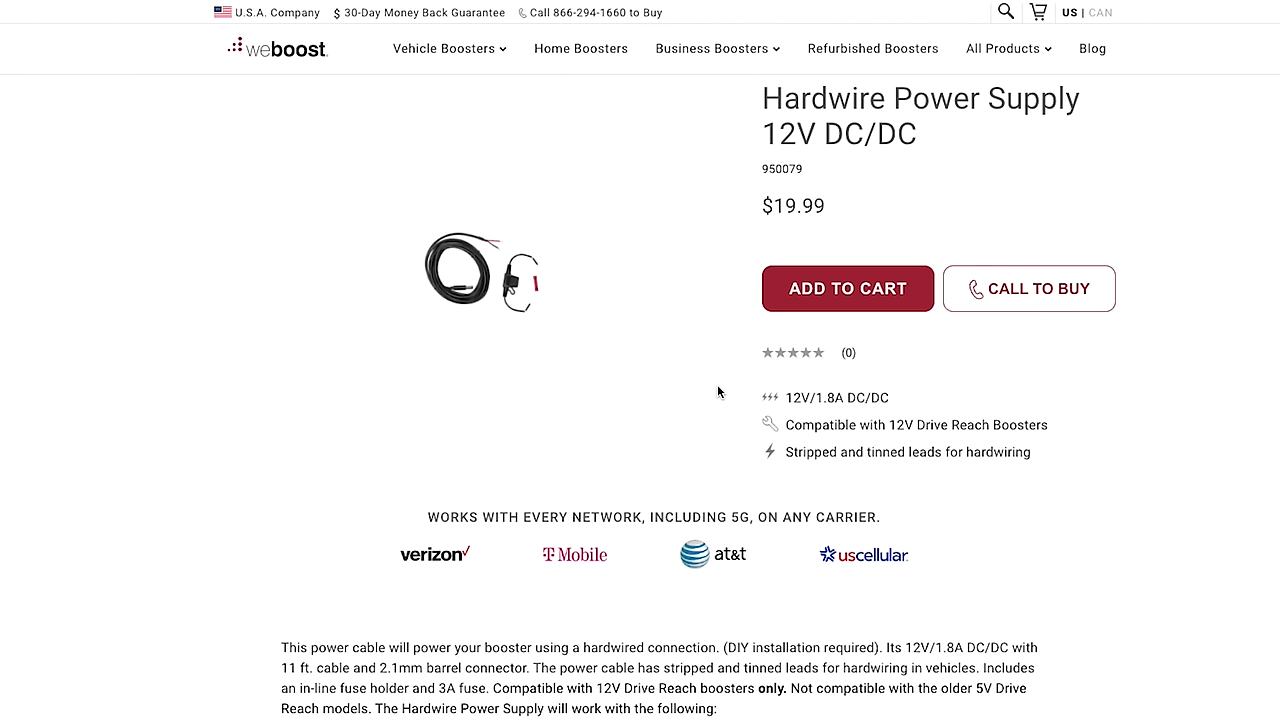 U.S.A. Company $ 30-Day Money Back Guarantee Call 866-294-1660 to Buy US | CAN
weboost Vehicle Boosters Home Boosters Business Boosters Refurbished Boosters All Products Blog
Hardwire Power Supply
12V DC/DC
950079
$19.99
ADD TO CART CALL TO BUY
(0)
12V/1.8A DC/DC
Compatible with 12V Drive Reach Boosters
Stripped and tinned leads for hardwiring
WORKS WITH EVERY NETWORK, INCLUDING 5G, ON ANY CARRIER.
verizon T Mobile at&t uscellular
This power cable will power your booster using a hardwired connection. (DIY installation required). Its 12V/1.8A DC/DC with
11 ft. cable and 2.1mm barrel connector. The power cable has stripped and tinned leads for hardwiring in vehicles. Includes
an in-line fuse holder and 3A fuse. Compatible with 12V Drive Reach boosters only. Not compatible with the older 5V Drive
Reach models. The Hardwire Power Supply will work with the following: